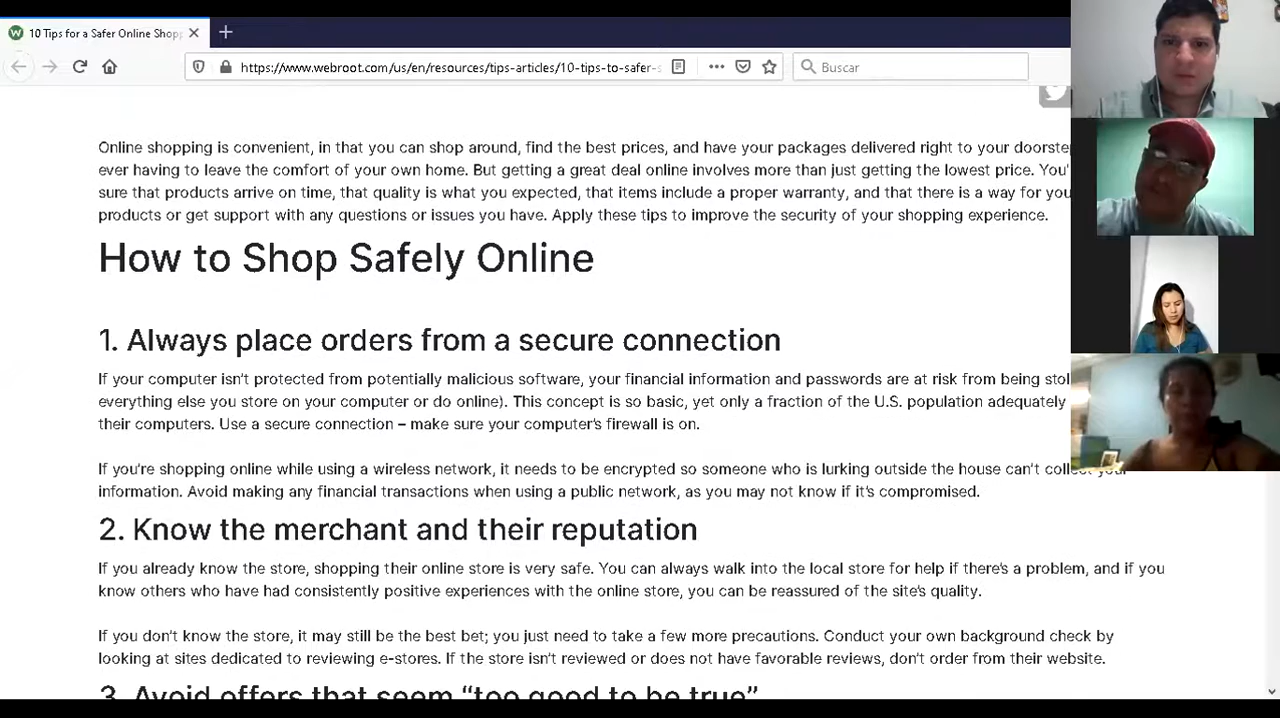 10 Tips for a Safer Online Shopp
https://www.webroot.com/us/en/resources/tips-articles/10-tips-to-safer-s
Buscar
Online shopping is convenient, in that you can shop around, find the best prices, and have your packages delivered right to your doorstep
ever having to leave the comfort of your own home. But getting a great deal online involves more than just getting the lowest price. You'
sure that products arrive on time, that quality is what you expected, that items include a proper warranty, and that there is a way for you
products or get support with any questions or issues you have. Apply these tips to improve the security of your shopping experience.
How to Shop Safely Online
1. Always place orders from a secure connection
If your computer isn't protected from potentially malicious software, your financial information and passwords are at risk from being stol
everything else you store on your computer or do online). This concept is so basic, yet only a fraction of the U.S. population adequately
their computers. Use a secure connection – make sure your computer's firewall is on.
If you're shopping online while using a wireless network, it needs to be encrypted so someone who is lurking outside the house can't collect your
information. Avoid making any financial transactions when using a public network, as you may not know if it's compromised.
2. Know the merchant and their reputation
If you already know the store, shopping their online store is very safe. You can always walk into the local store for help if there's a problem, and if you
know others who have had consistently positive experiences with the online store, you can be reassured of the site's quality.
If you don't know the store, it may still be the best bet; you just need to take a few more precautions. Conduct your own background check by
looking at sites dedicated to reviewing e-stores. If the store isn't reviewed or does not have favorable reviews, don't order from their website.
3. Avoid offers that seem “too good to be true”